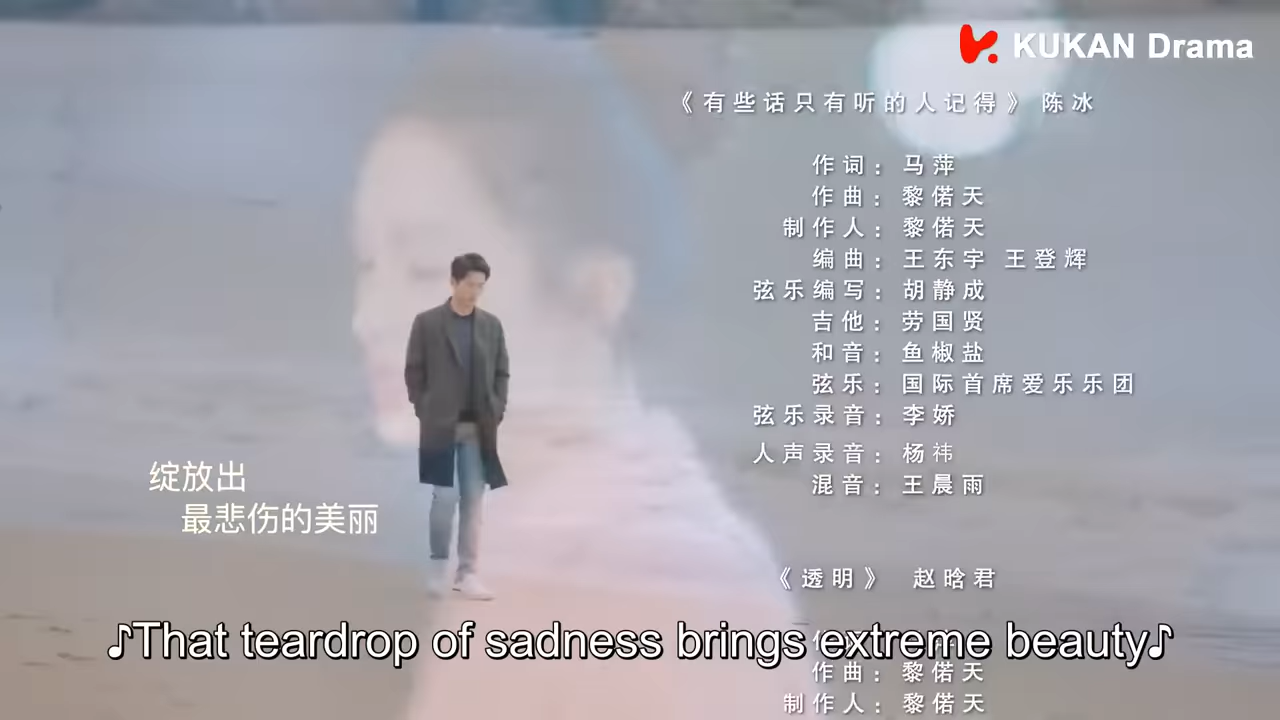 KUKAN Drama
《有些话只有听的人记得》 陈冰
作词：马萍
作曲：黎偌天
制作人：黎偌天
编曲：王东宇 王登辉
弦乐编写：胡静成
吉他：劳国贤
和音：鱼椒盐
弦乐：国际首席爱乐乐团
弦乐录音：李娇
人声录音：杨祎
混音：王晨雨
绽放出
最悲伤的美丽
《透明》 赵晗君
♪That teardrop of sadness brings extreme beauty♪
作曲：黎偌天
制作人：黎偌天